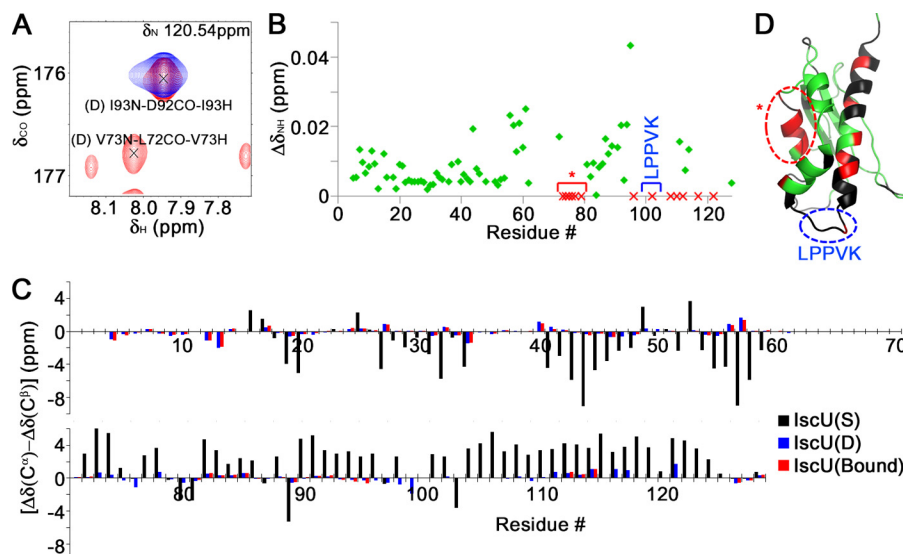 A
δN 120.54ppm
176
(D) I93N-D92CO-I93H
(D) V73N-L72CO-V73H
177
δCO (ppm)
8.1 8.0 7.9 7.8
δH (ppm)
B
0.04
0.02
0
ΔδNH (ppm)
*
LPPVK
0 20 40 60 80 100 120
Residue #
D
*
LPPVK
C
4
0
-4
-8
10 20 30 40 50 60 70
[Δδ(Cα)−Δδ(Cβ)] (ppm)
4
0
-4
-8
80 90 100 110 120
Residue #
IscU(S)
IscU(D)
IscU(Bound)